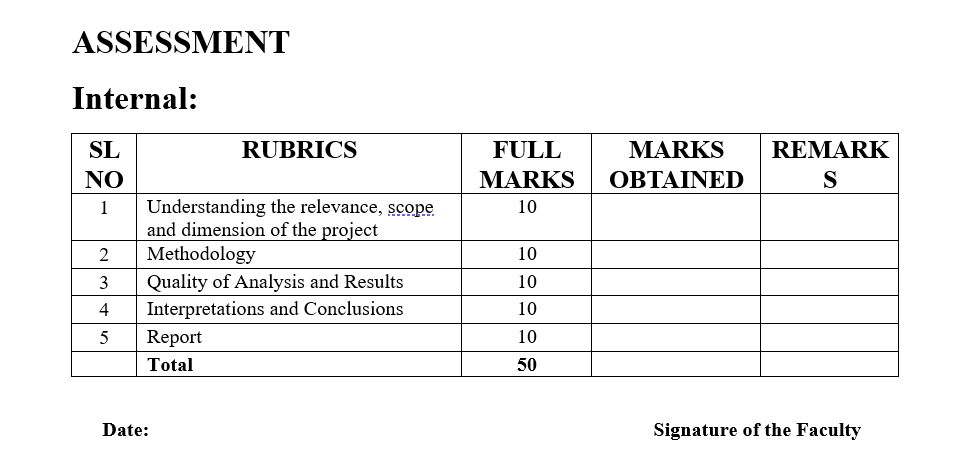 ASSESSMENT
Internal:
SL NO RUBRICS FULL MARKS MARKS OBTAINED REMARK S
1 Understanding the relevance, scope and dimension of the project 10
2 Methodology 10
3 Quality of Analysis and Results 10
4 Interpretations and Conclusions 10
5 Report 10
Total 50
Date: Signature of the Faculty